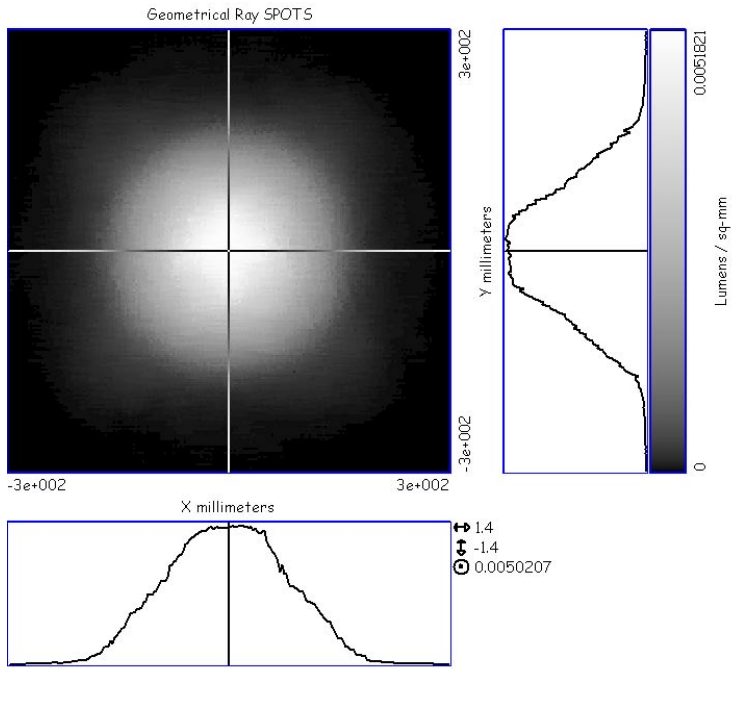 Geometrical Ray SPOTS
3e+002
-3e+002
Y millimeters
0.0051821
0
Lumens / sq-mm
-3e+002
3e+002
X millimeters
1.4
-1.4
0.0050207